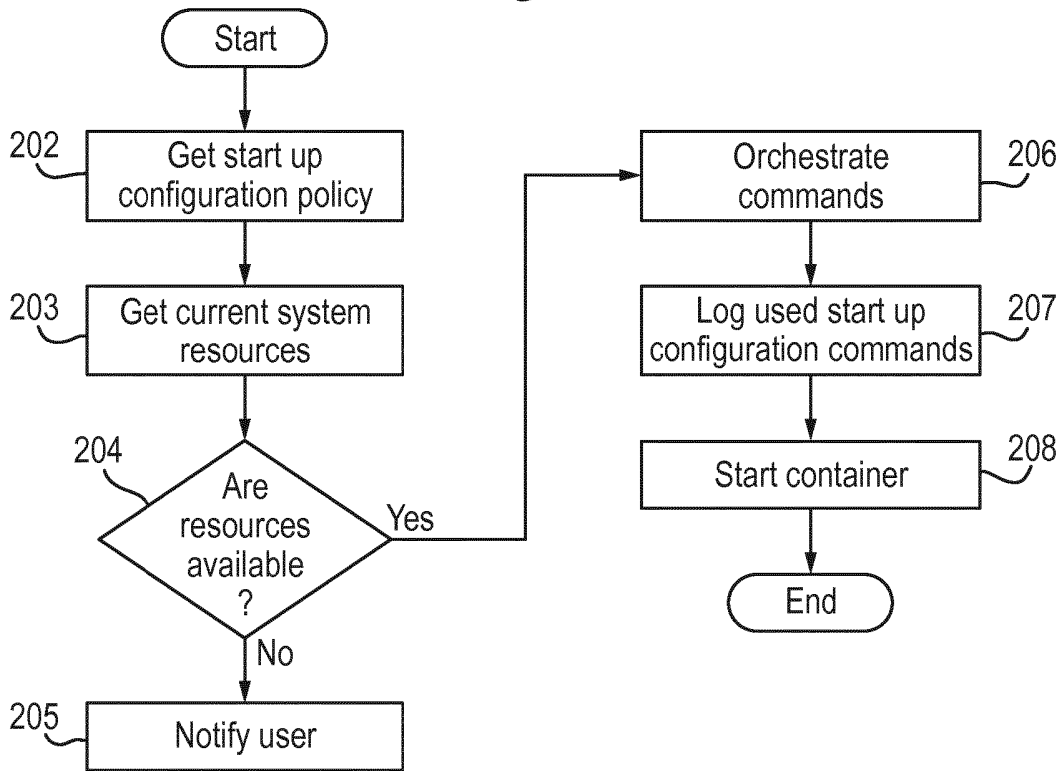 Start
202
Get start up
configuration policy
203
Get current system
resources
204
Are
resources
available
?
Yes
No
205
Notify user
Orchestrate
commands
206
Log used start up
configuration commands
207
Start container
208
End